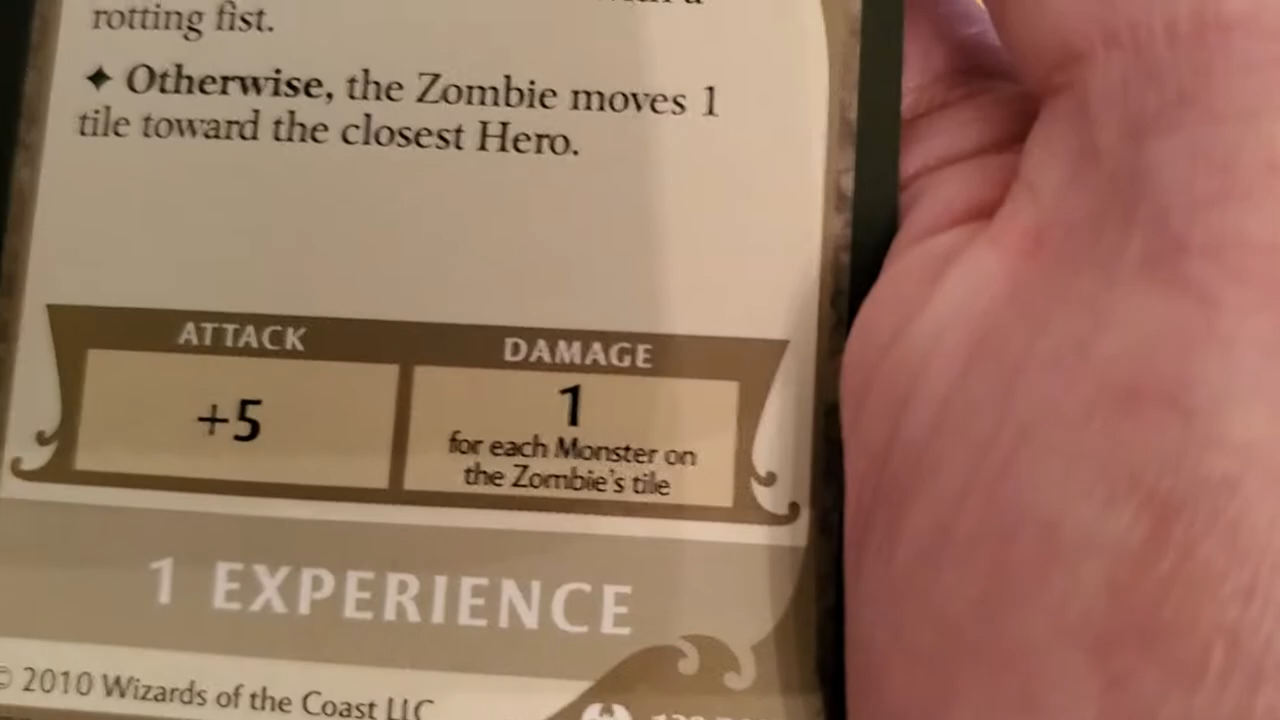 rotting fist.
✦ Otherwise, the Zombie moves 1
tile toward the closest Hero.
ATTACK
DAMAGE
+5
1
for each Monster on
the Zombie's tile
1 EXPERIENCE
© 2010 Wizards of the Coast LLC